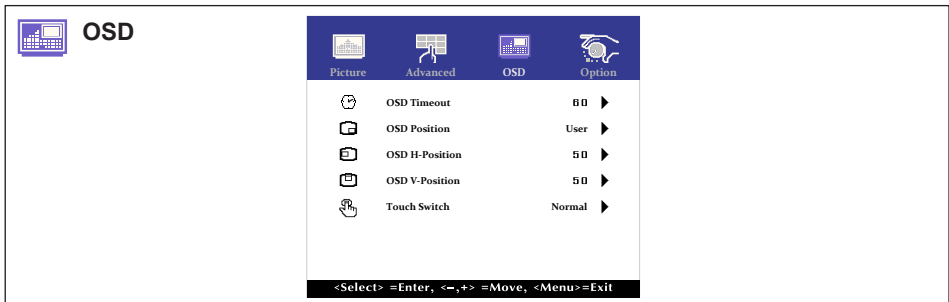 OSD
Picture Advanced OSD Option
OSD Timeout 60
OSD Position User
OSD H-Position 50
OSD V-Position 50
Touch Switch Normal
<Select> =Enter, <–,+> =Move, <Menu>=Exit